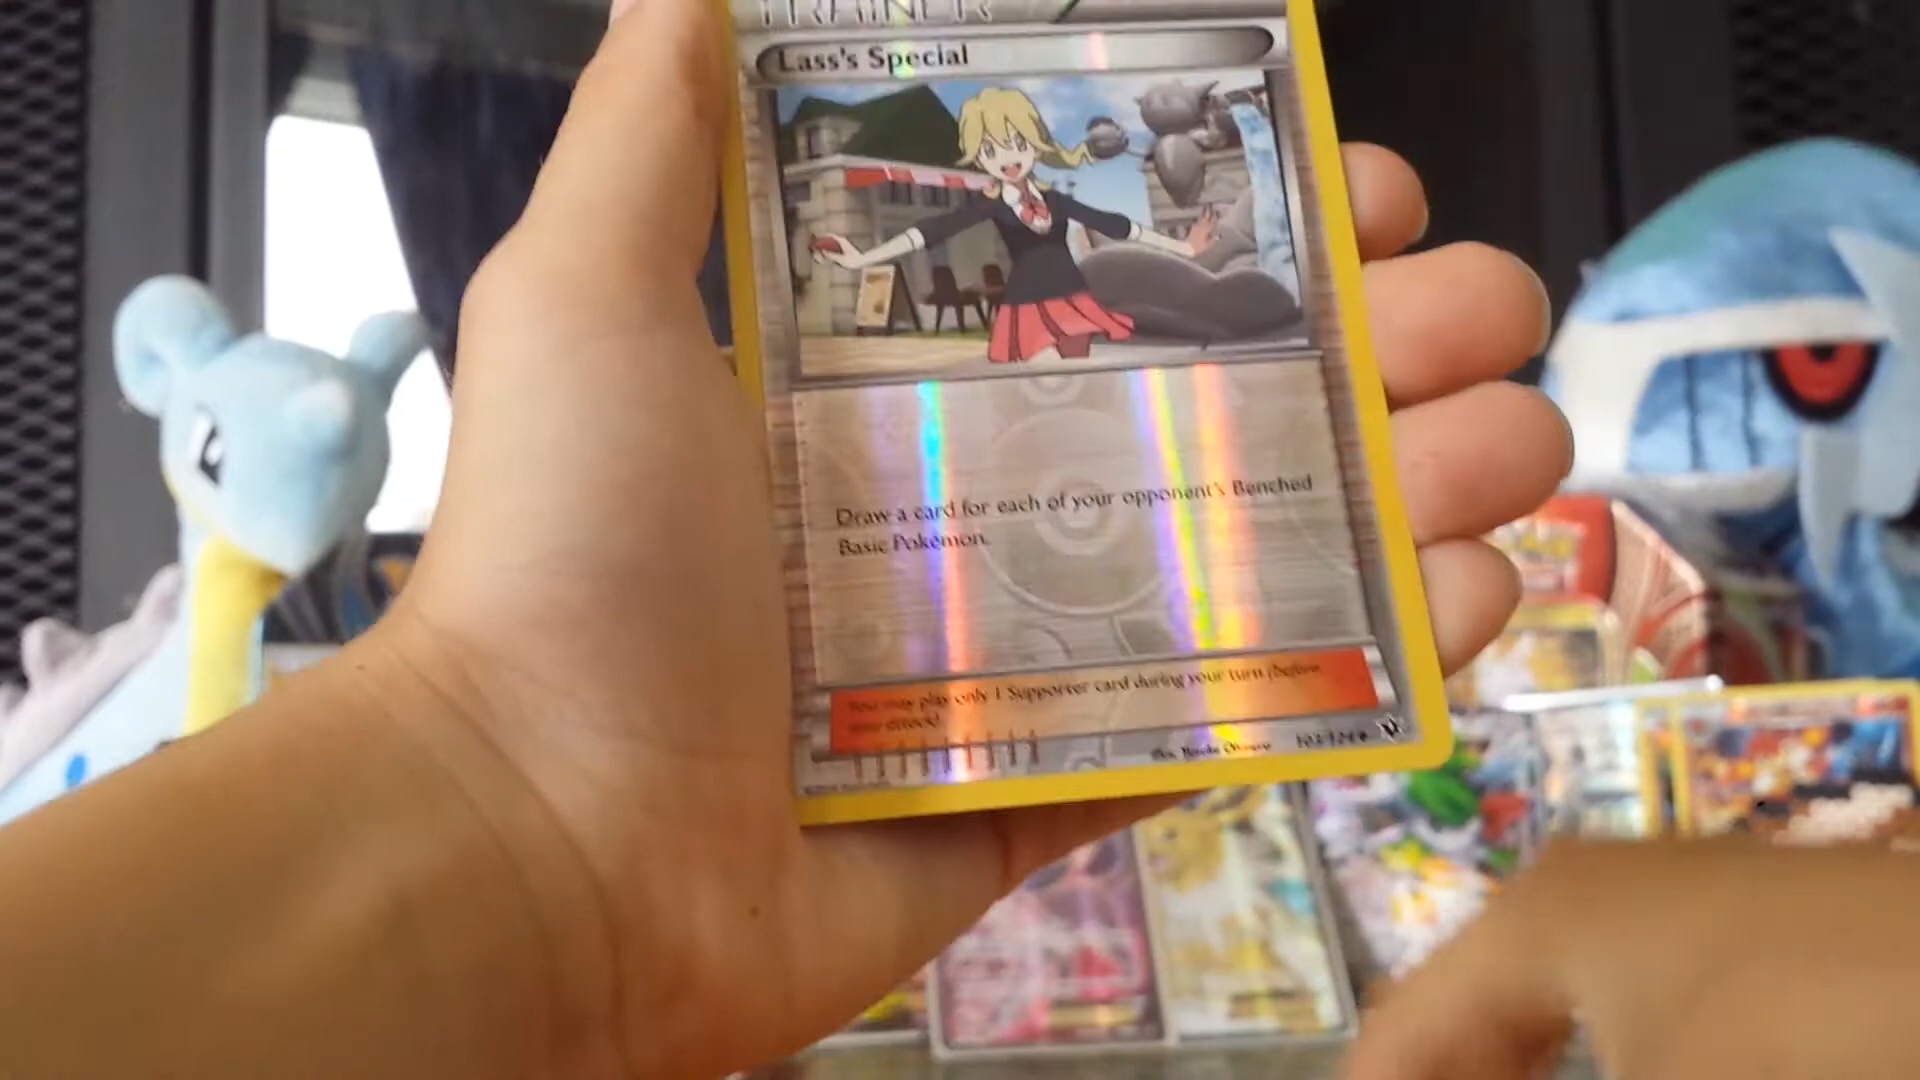 TRAINER
Lass's Special
Draw a card for each of your opponent's Benched
Basic Pokémon.
You may play only 1 Supporter card during your turn (before
your attack).
Illus.